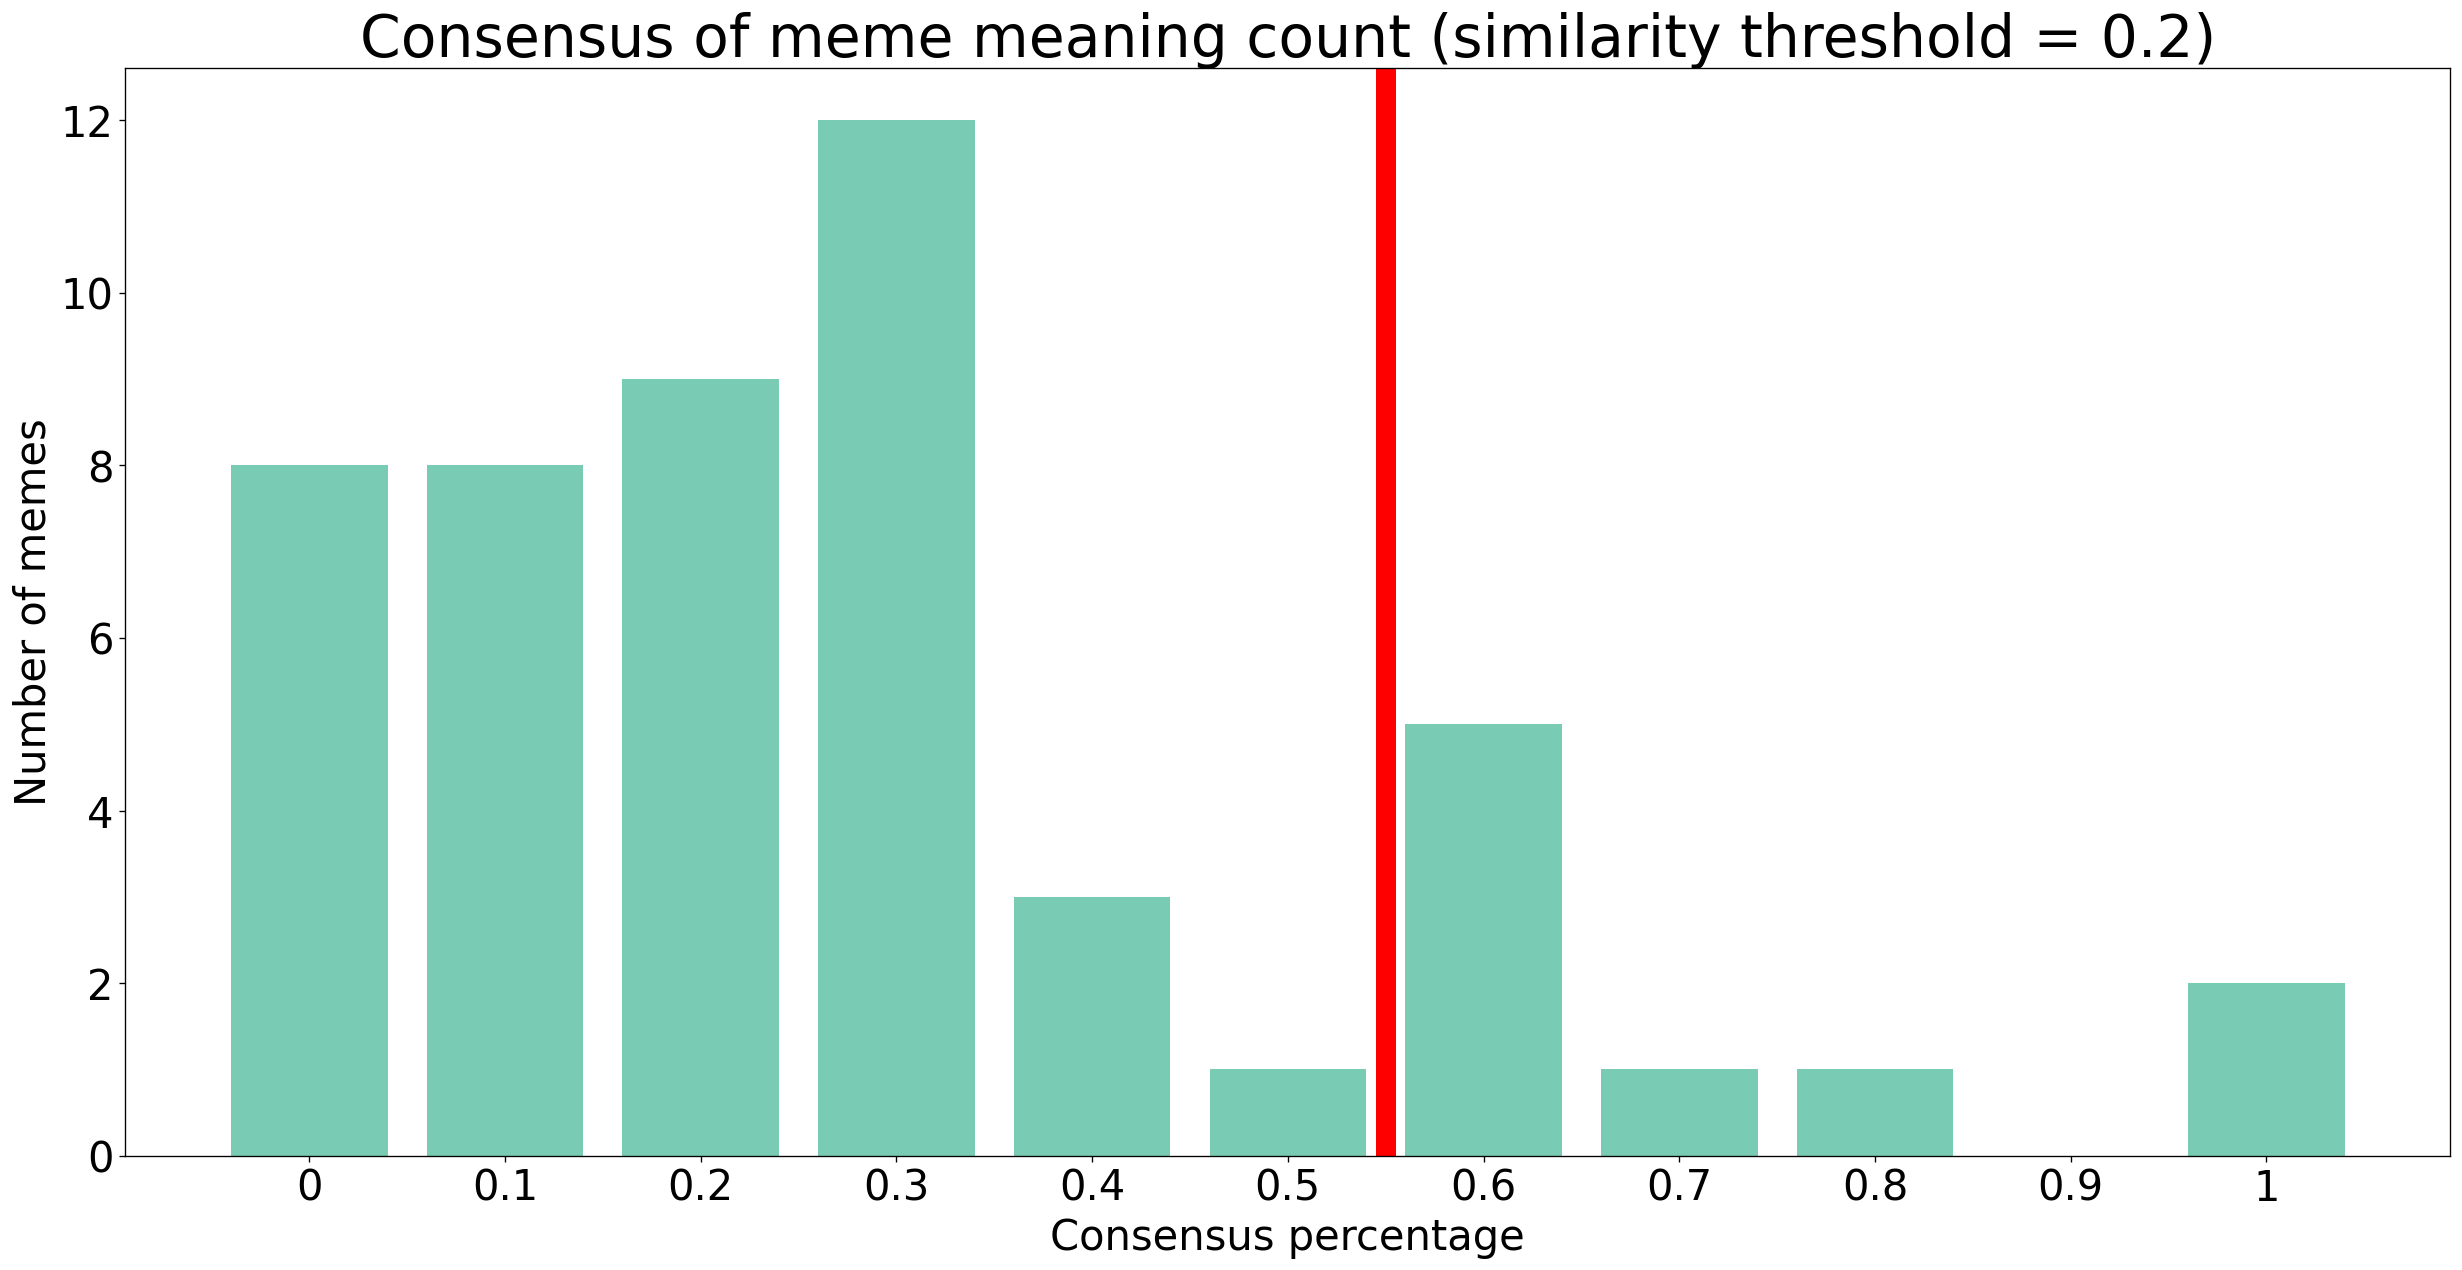 Consensus of meme meaning count (similarity threshold = 0.2)
12
10
8
6
4
2
0
Number of memes
0 0.1 0.2 0.3 0.4 0.5 0.6 0.7 0.8 0.9 1
Consensus percentage